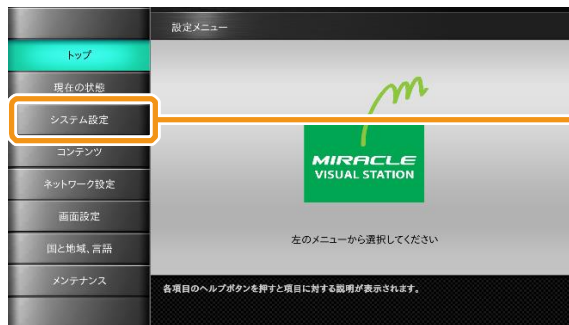 設定メニュー
トップ
現在の状態
システム設定
コンテンツ
ネットワーク設定
画面設定
国と地域、言語
メンテナンス
m
MIRACLE
VISUAL STATION
左のメニューから選択してください
各項目のヘルプボタンを押すと項目に対する説明が表示されます。